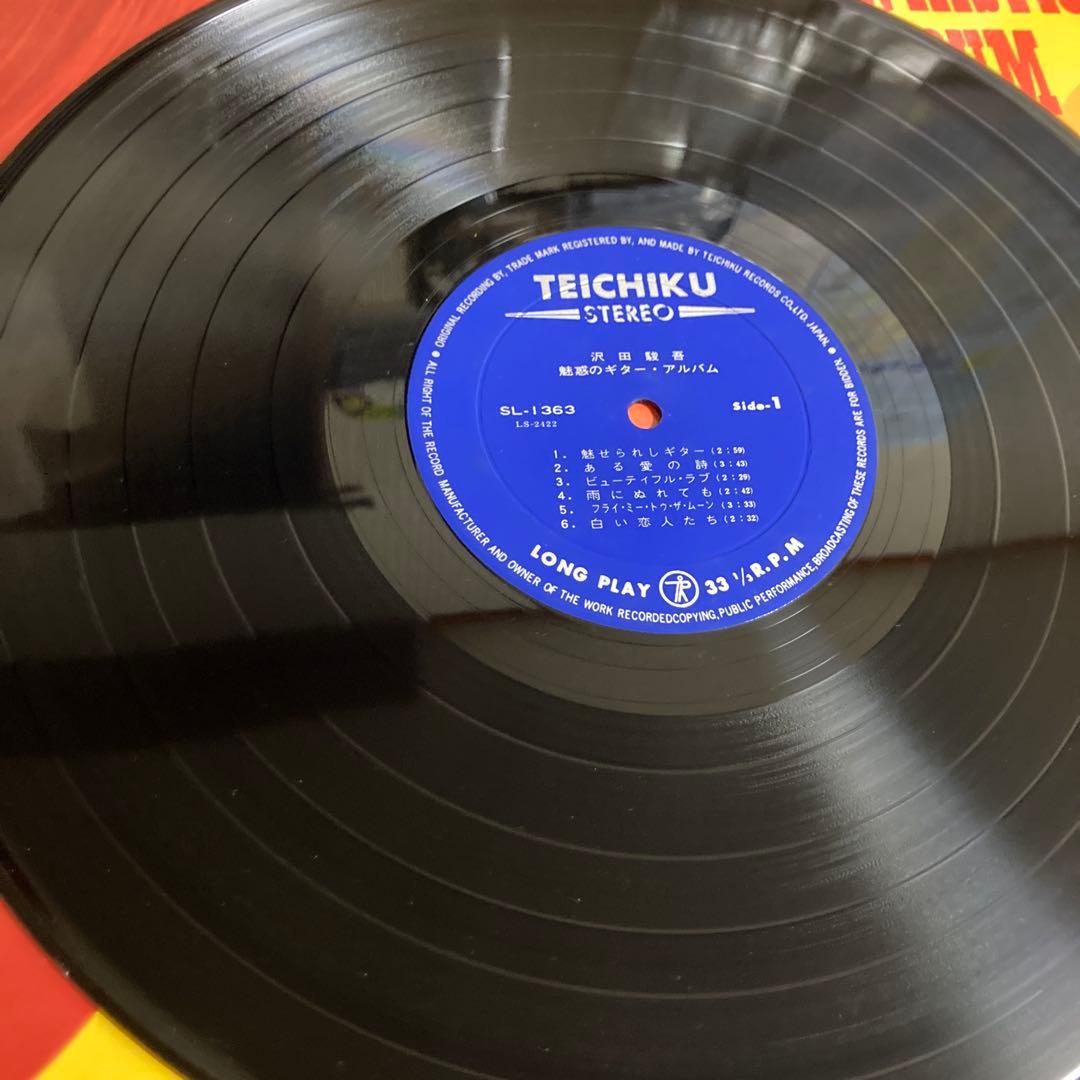 UM
ORIGINAL RECORDING BY, TRADE MARK REGISTERED BY, AND MADE BY TEICHIKU RECORDS CO., LTD. JAPAN. ●
TEICHIKU
STEREO
沢田駿吾
魅惑のギター・アルバム
SL-1363
LS-2422
Side-1
1. 魅せられしギター (2:59)
2. ある愛の詩 (3:43)
3. ビューティフル・ラブ (2:29)
4. 雨にぬれても (2:42)
5. フライ・ミー・トゥ・ザ・ムーン (3:33)
6. 白い恋人たち (2:32)
LONG PLAY TR 33 1/3 R.P.M
● ALL RIGHT OF THE RECORD MANUFACTURER AND OWNER OF THE WORK RECORDEDCOPYING, PUBLIC PERFORMANCE, BROADCASTING OF THESE RECORDS ARE FOR BIDDER.